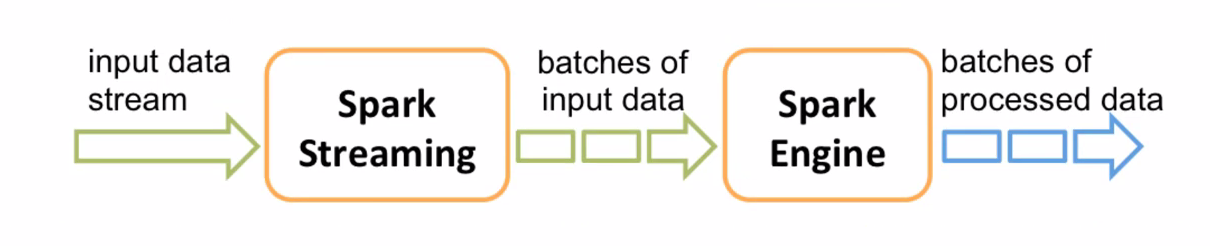 input data
stream
Spark
Streaming
batches of
input data
Spark
Engine
batches of
processed data